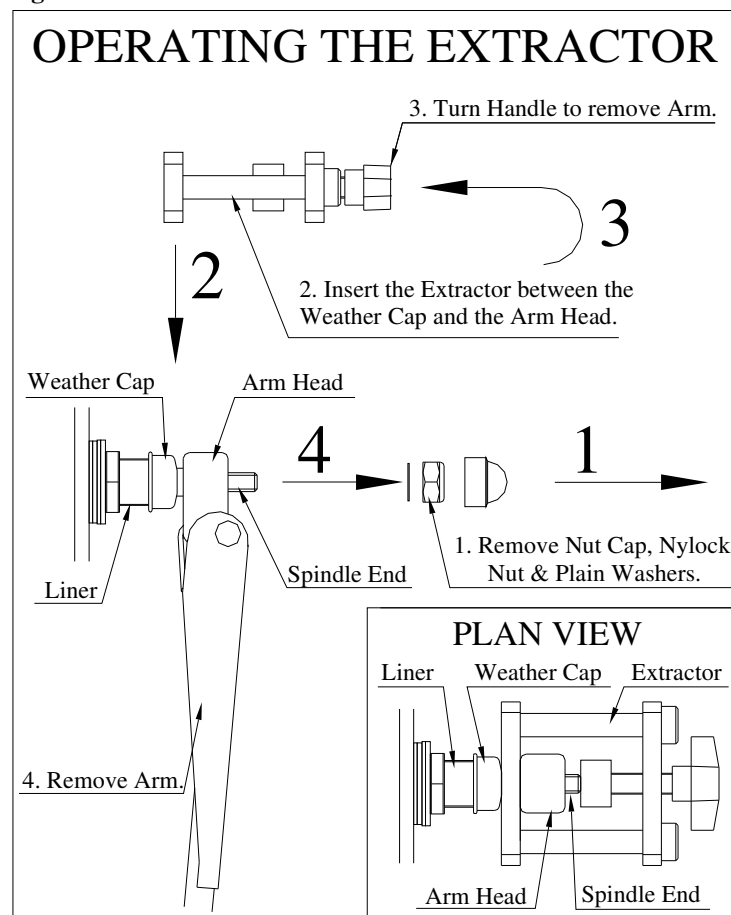 OPERATING THE EXTRACTOR
3. Turn Handle to remove Arm.
3
2
2. Insert the Extractor between the
Weather Cap and the Arm Head.
Weather Cap
Arm Head
4
1
1. Remove Nut Cap, Nylock
Nut & Plain Washers.
Liner
Spindle End
4. Remove Arm.
PLAN VIEW
Liner
Weather Cap
Extractor
Arm Head
Spindle End